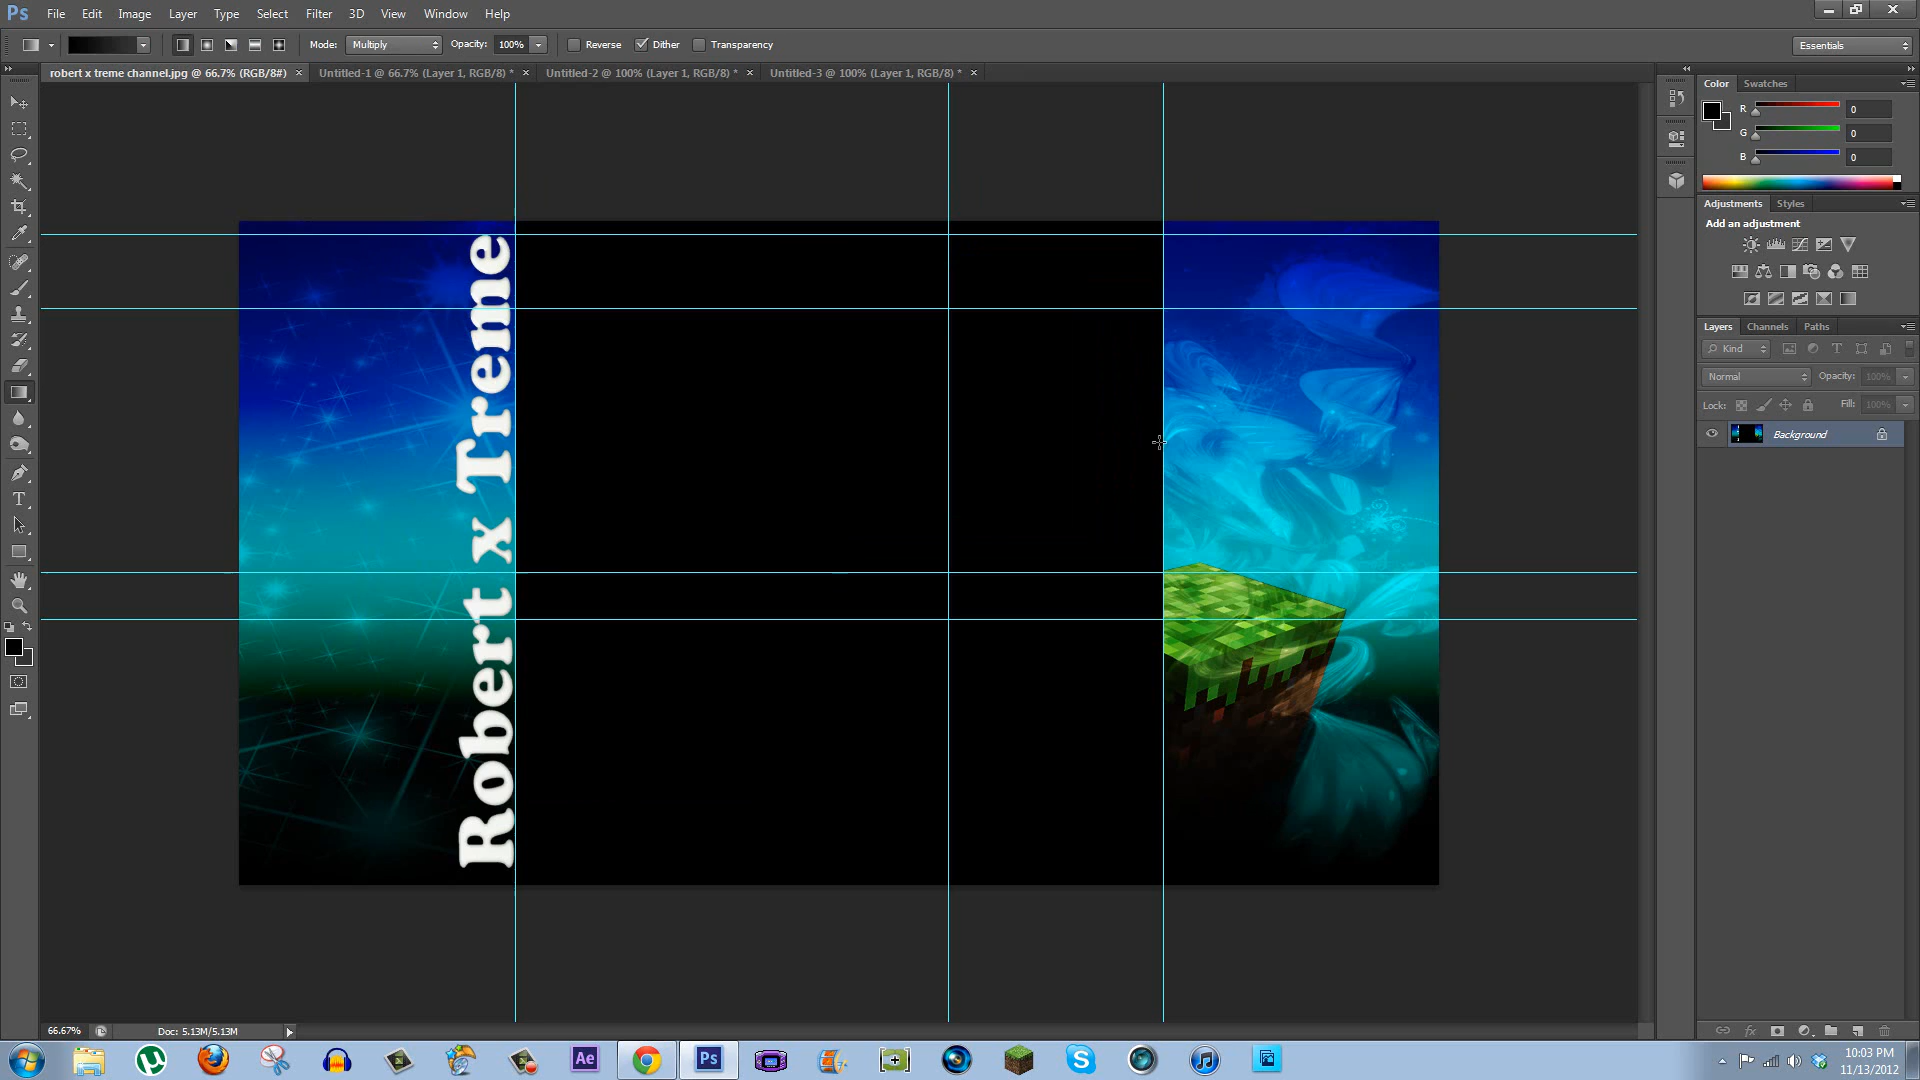 Ps File Edit Image Layer Type Select Filter 3D View Window Help
Mode: Multiply Opacity: 100% Reverse Dither Transparency Essentials
robert x treme channel.jpg @ 66.7% (RGB/8#) × Untitled-1 @ 66.7% (Layer 1, RGB/8) * × Untitled-2 @ 100% (Layer 1, RGB/8) * × Untitled-3 @ 100% (Layer 1, RGB/8) * ×
Color Swatches
R 0
G 0
B 0
Adjustments Styles
Add an adjustment
Layers Channels Paths
Kind
Normal Opacity: 100%
Lock: Fill: 100%
Background
Robert x Treme
66.67% Doc: 5.13M/5.13M
Ae Ps
10:03 PM
11/13/2012